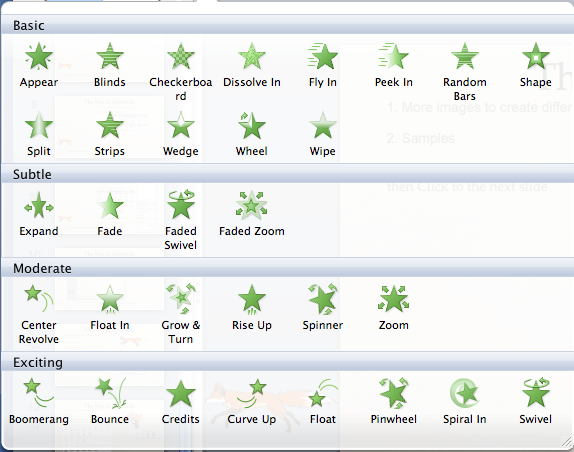 Basic
Appear Blinds Checkerboa Dissolve In Fly In Peek In Random Shape
rd Bars
Th
1. More images to create differ
Split Strips Wedge Wheel Wipe
2. Samples
Subtle
then Click to the next slide
Expand Fade Faded Faded Zoom
Swivel
Moderate
Center Float In Grow & Rise Up Spinner Zoom
Revolve Turn
Exciting
Boomerang Bounce Credits Curve Up Float Pinwheel Spiral In Swivel